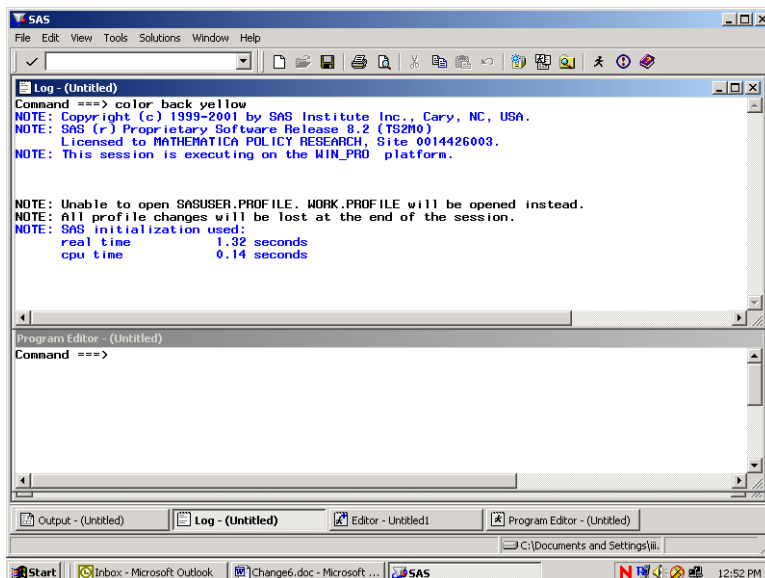 SAS
File Edit View Tools Solutions Window Help
Log - (Untitled)
Command ===> color back yellow
NOTE: Copyright (c) 1999-2001 by SAS Institute Inc., Cary, NC, USA.
NOTE: SAS (r) Proprietary Software Release 8.2 (TS2M0)
Licensed to MATHEMATICA POLICY RESEARCH, Site 0014426003.
NOTE: This session is executing on the WIN_PRO platform.
NOTE: Unable to open SASUSER.PROFILE. WORK.PROFILE will be opened instead.
NOTE: All profile changes will be lost at the end of the session.
NOTE: SAS initialization used:
real time 1.32 seconds
cpu time 0.14 seconds
Program Editor - (Untitled)
Command ===>
Output - (Untitled) Log - (Untitled) Editor - Untitled1 Program Editor - (Untitled)
C:\Documents and Settings\iii.
Start Inbox - Microsoft Outlook Change6.doc - Microsoft ... SAS N 12:52 PM